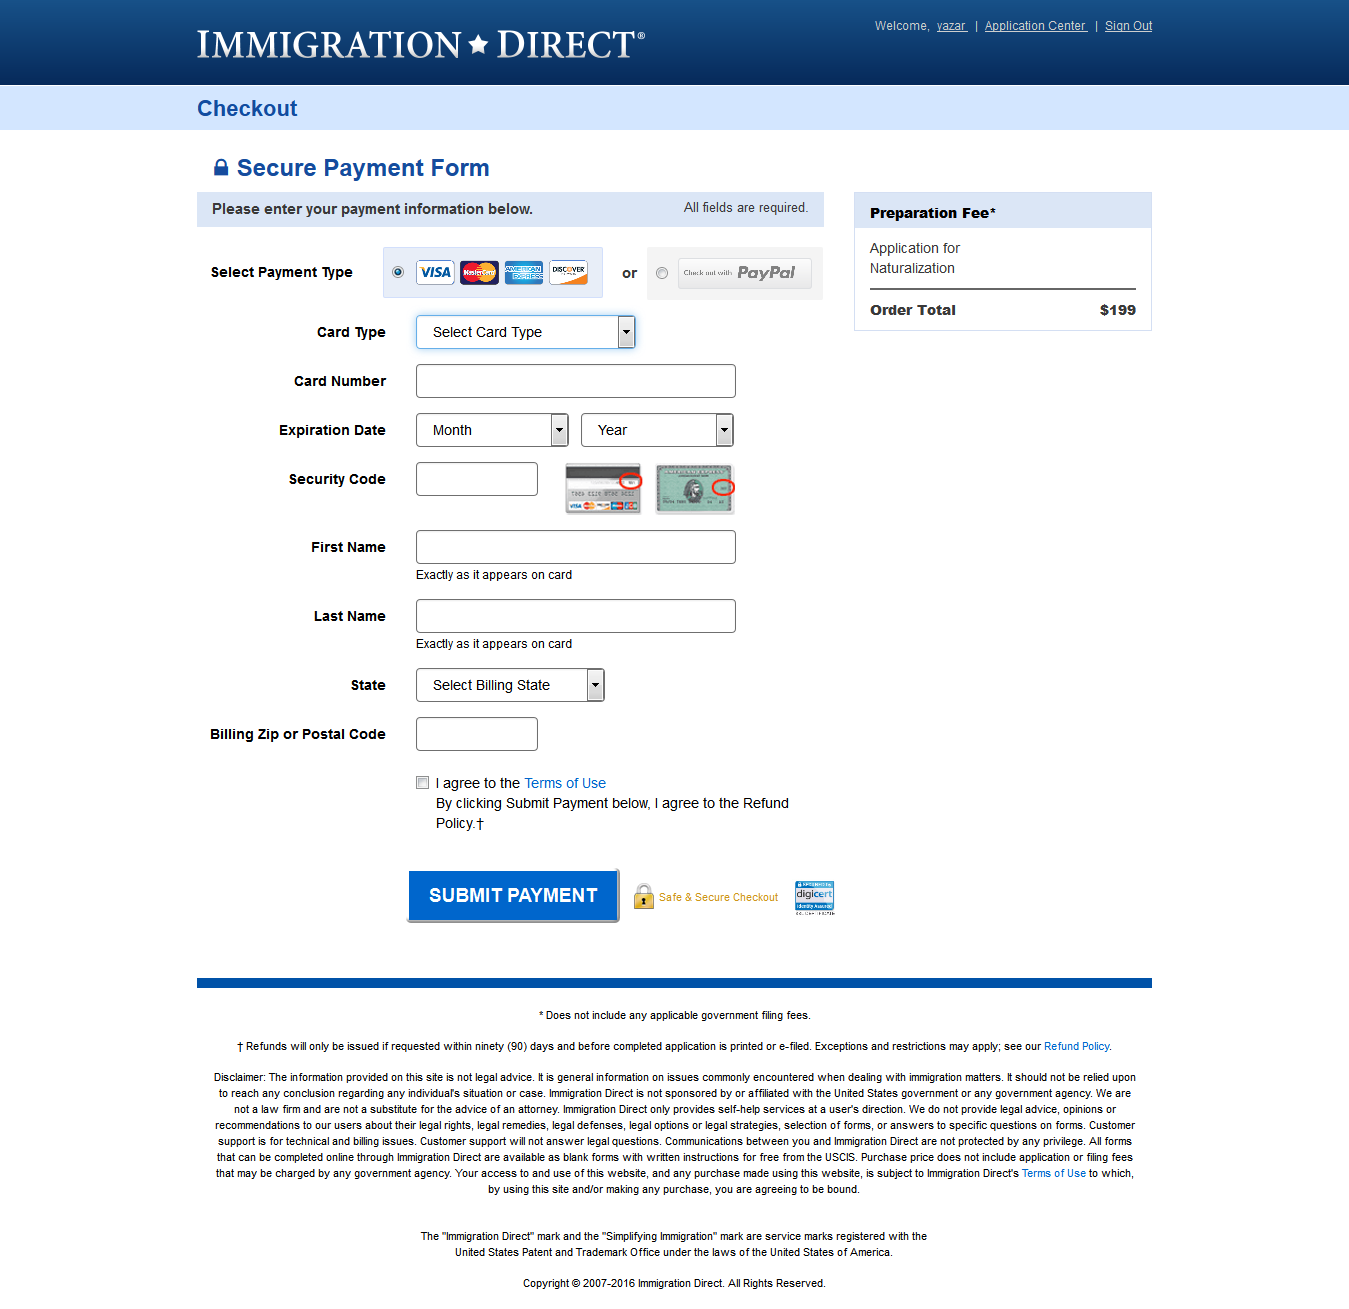 Welcome, yazar | Application Center | Sign Out
IMMIGRATION★DIRECT®
Checkout
Secure Payment Form
Please enter your payment information below. All fields are required.
Preparation Fee*
Application for
Naturalization
Order Total $199
Select Payment Type VISA MasterCard AMERICAN EXPRESS DISCOVER or Check out with PayPal
Card Type Select Card Type
Card Number
Expiration Date Month Year
Security Code
First Name
Exactly as it appears on card
Last Name
Exactly as it appears on card
State Select Billing State
Billing Zip or Postal Code
I agree to the Terms of Use
By clicking Submit Payment below, I agree to the Refund
Policy.†
SUBMIT PAYMENT Safe & Secure Checkout
SECURED by
digicert
Identity Assured
* Does not include any applicable government filing fees.
† Refunds will only be issued if requested within ninety (90) days and before completed application is printed or e-filed. Exceptions and restrictions may apply; see our Refund Policy.
Disclaimer: The information provided on this site is not legal advice. It is general information on issues commonly encountered when dealing with immigration matters. It should not be relied upon
to reach any conclusion regarding any individual's situation or case. Immigration Direct is not sponsored by or affiliated with the United States government or any government agency. We are
not a law firm and are not a substitute for the advice of an attorney. Immigration Direct only provides self-help services at a user's direction. We do not provide legal advice, opinions or
recommendations to our users about their legal rights, legal remedies, legal defenses, legal options or legal strategies, selection of forms, or answers to specific questions on forms. Customer
support is for technical and billing issues. Customer support will not answer legal questions. Communications between you and Immigration Direct are not protected by any privilege. All forms
that can be completed online through Immigration Direct are available as blank forms with written instructions for free from the USCIS. Purchase price does not include application or filing fees
that may be charged by any government agency. Your access to and use of this website, and any purchase made using this website, is subject to Immigration Direct's Terms of Use to which,
by using this site and/or making any purchase, you are agreeing to be bound.
The "Immigration Direct" mark and the "Simplifying Immigration" mark are service marks registered with the
United States Patent and Trademark Office under the laws of the United States of America.
Copyright © 2007-2016 Immigration Direct. All Rights Reserved.